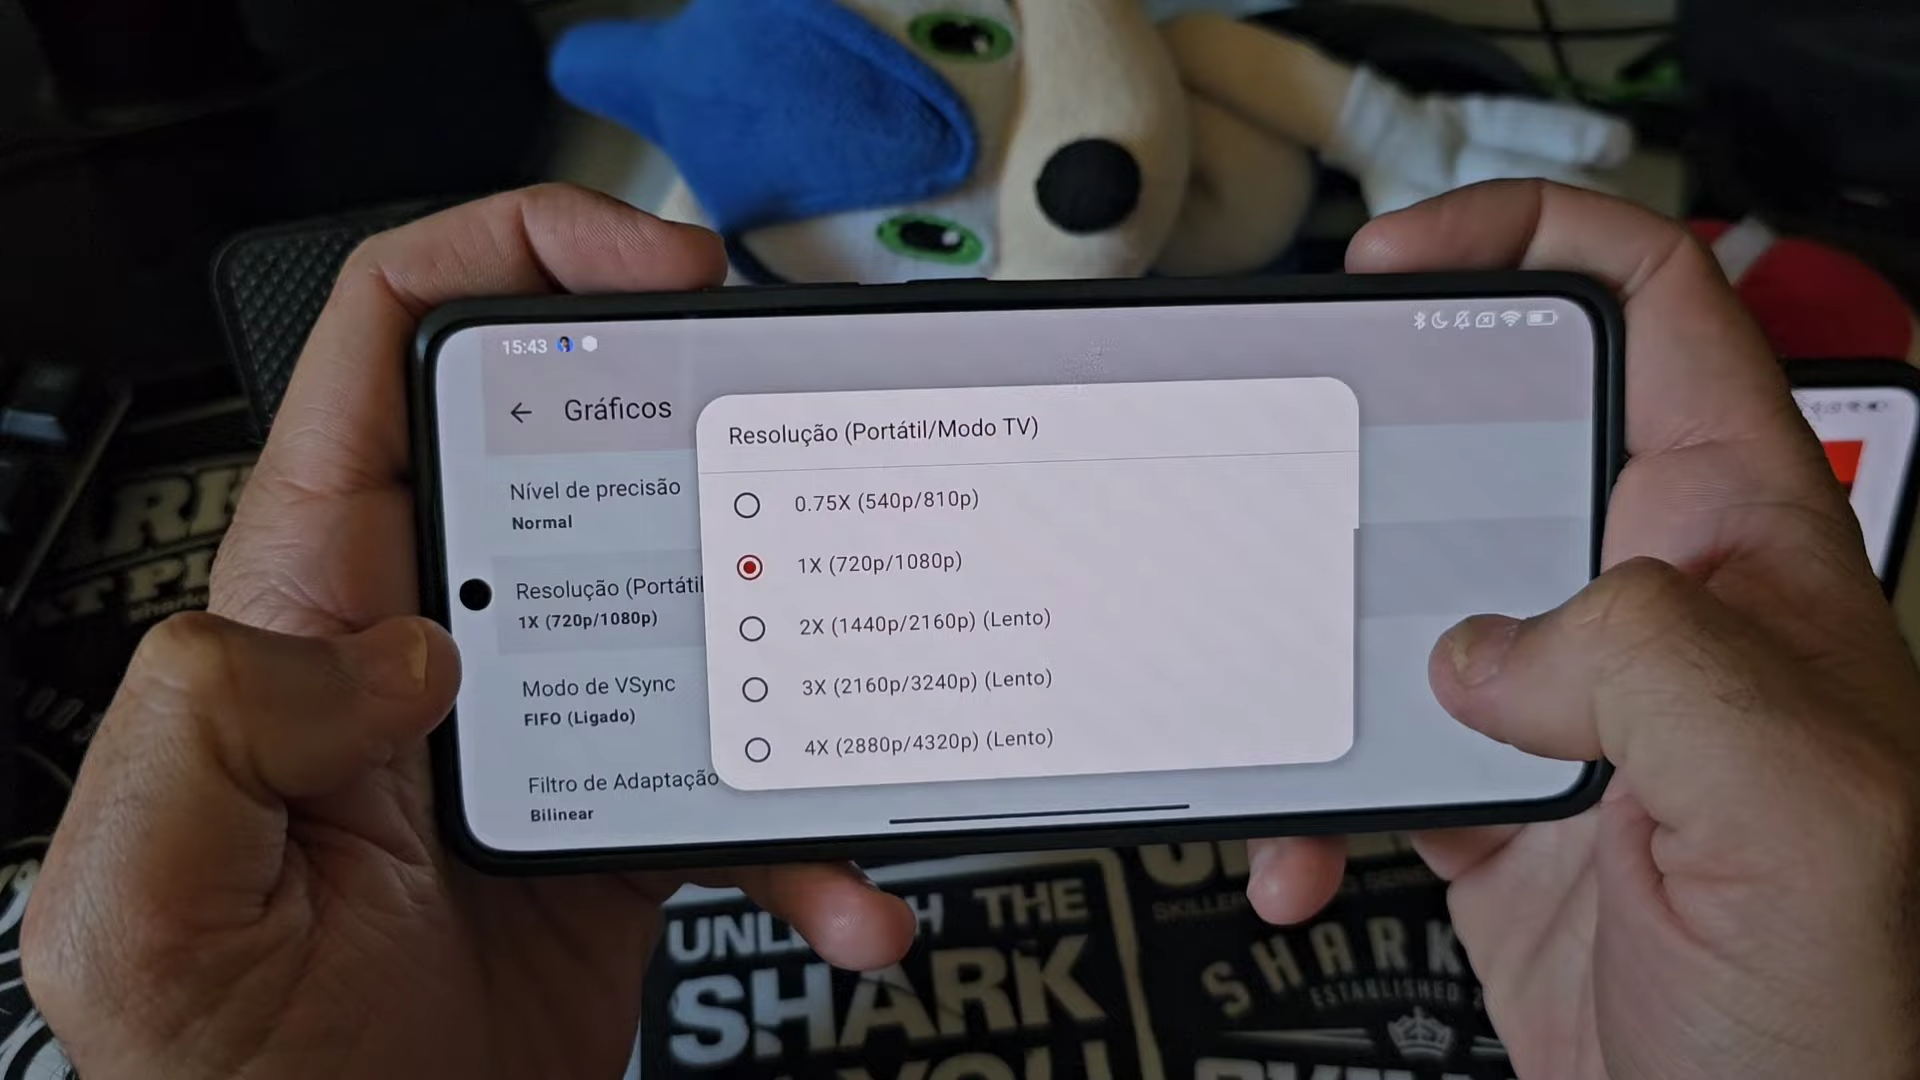 15:43
Gráficos
Nível de precisão
Normal
Resolução (Portátil
1X (720p/1080p)
Modo de VSync
FIFO (Ligado)
Filtro de Adaptação
Bilinear
Resolução (Portátil/Modo TV)
0.75X (540p/810p)
1X (720p/1080p)
2X (1440p/2160p) (Lento)
3X (2160p/3240p) (Lento)
4X (2880p/4320p) (Lento)
THE
SHARK
YOU
SHARK
ESTABLISHED